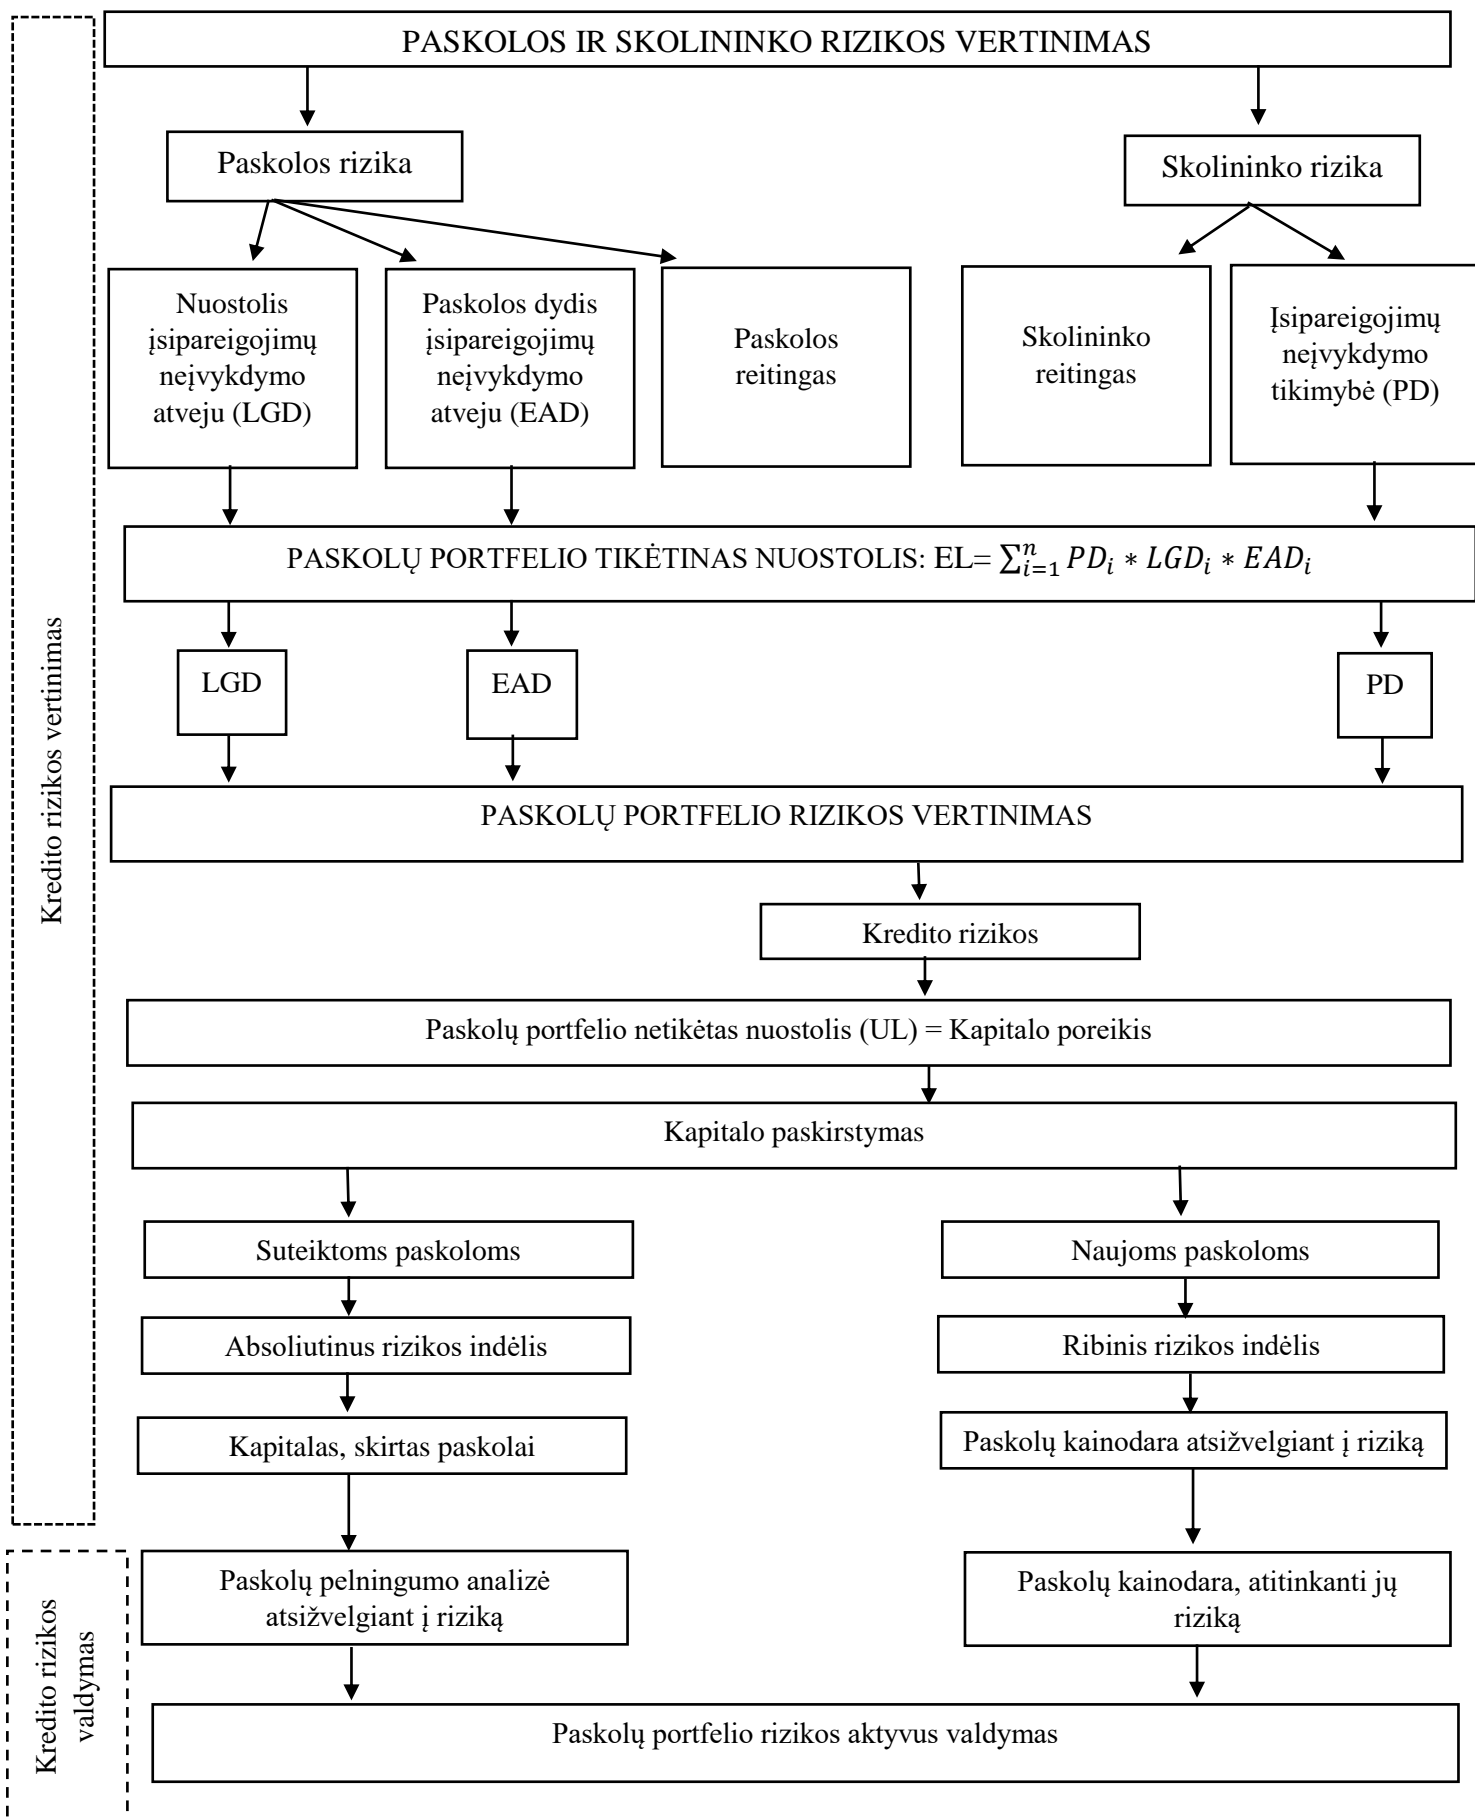 PASKOLOS IR SKOLININKO RIZIKOS VERTINIMAS
Paskolos rizika
Skolininko rizika
Nuostolis
įsipareigojimų
neįvykdymo
atveju (LGD)
Paskolos dydis
įsipareigojimų
neįvykdymo
atveju (EAD)
Paskolos
reitingas
Skolininko
reitingas
Įsipareigojimų
neįvykdymo
tikimybė (PD)
PASKOLŲ PORTFELIO TIKĖTINAS NUOSTOLIS: EL= ∑ⁿᵢ₌₁ PDᵢ * LGDᵢ * EADᵢ
LGD
EAD
PD
PASKOLŲ PORTFELIO RIZIKOS VERTINIMAS
Kredito rizikos
Paskolų portfelio netikėtas nuostolis (UL) = Kapitalo poreikis
Kapitalo paskirstymas
Suteiktoms paskoloms
Naujoms paskoloms
Absoliutinus rizikos indėlis
Ribinis rizikos indėlis
Kapitalas, skirtas paskolai
Paskolų kainodara atsižvelgiant į riziką
Paskolų pelningumo analizė
atsižvelgiant į riziką
Paskolų kainodara, atitinkanti jų
riziką
Paskolų portfelio rizikos aktyvus valdymas
Kredito rizikos vertinimas
Kredito rizikos
valdymas